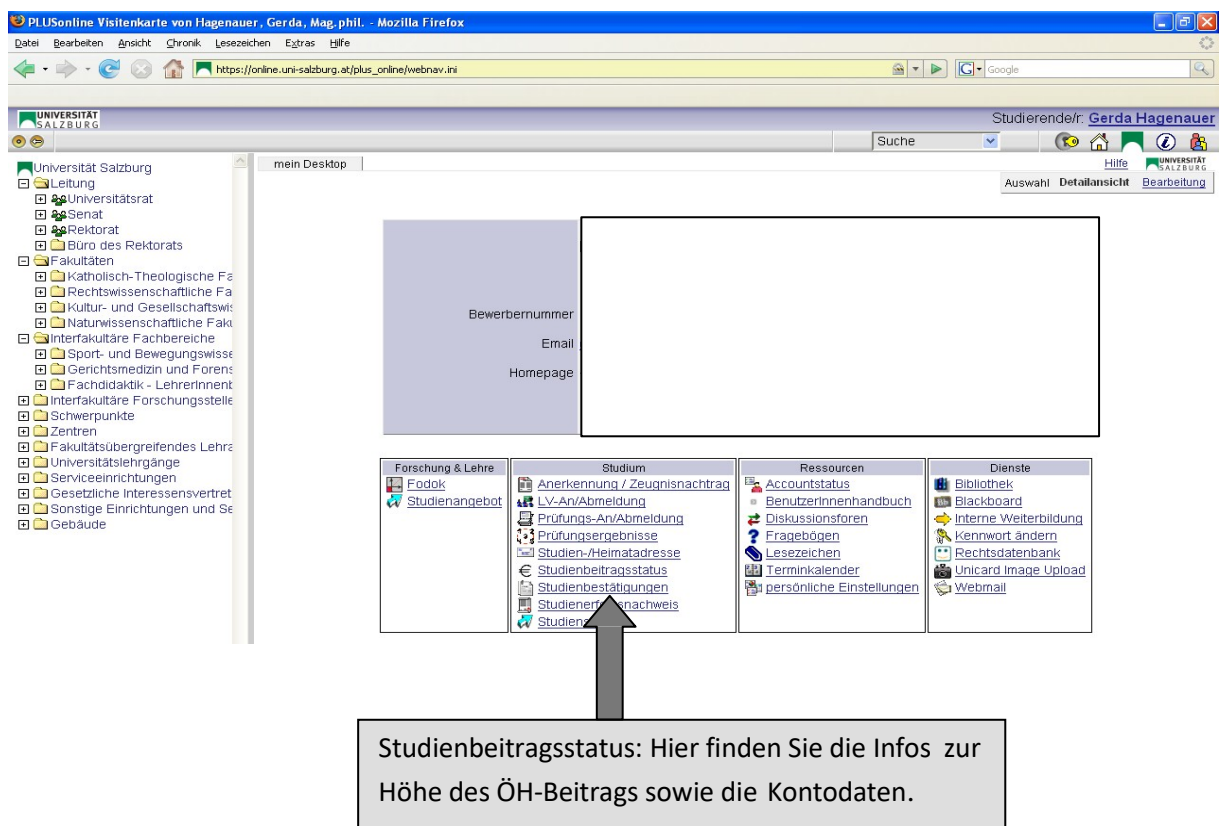 PLUSonline Visitenkarte von Hagenauer, Gerda, Mag.phil. - Mozilla Firefox
Datei Bearbeiten Ansicht Chronik Lesezeichen Extras Hilfe
https://online.uni-salzburg.at/plus_online/webnav.ini
G Google
UNIVERSITÄT
SALZBURG
Studierende/r: Gerda Hagenauer
Suche
mein Desktop
Hilfe
UNIVERSITÄT
SALZBURG
Auswahl Detailansicht Bearbeitung
Universität Salzburg
Leitung
Universitätsrat
Senat
Rektorat
Büro des Rektorats
Fakultäten
Katholisch-Theologische Fa
Rechtswissenschaftliche Fa
Kultur- und Gesellschaftswis
Naturwissenschaftliche Faku
Interfakultäre Fachbereiche
Sport- und Bewegungswisse
Gerichtsmedizin und Forens
Fachdidaktik - LehrerInnenb
Interfakultäre Forschungsstelle
Schwerpunkte
Zentren
Fakultätsübergreifendes Lehra
Universitätslehrgänge
Serviceeinrichtungen
Gesetzliche Interessensvertret
Sonstige Einrichtungen und Se
Gebäude
Bewerbernummer
Email
Homepage
Forschung & Lehre
Fodok
Studienangebot
Studium
Anerkennung / Zeugnisnachtrag
LV-An/Abmeldung
Prüfungs-An/Abmeldung
Prüfungsergebnisse
Studien-/Heimatadresse
€ Studienbeitragsstatus
Studienbestätigungen
Ressourcen
Accountstatus
BenutzerInnenhandbuch
Diskussionsforen
? Fragebögen
Lesezeichen
Terminkalender
persönliche Einstellungen
Dienste
Bibliothek
Blackboard
Interne Weiterbildung
Kennwort ändern
Rechtsdatenbank
Unicard Image Upload
Webmail
Studienbeitragsstatus: Hier finden Sie die Infos zur
Höhe des ÖH-Beitrags sowie die Kontodaten.